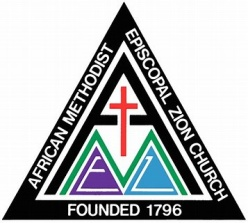 AFRICAN METHODIST
EPISCOPAL ZION CHURCH
A
M
E Z
FOUNDED 1796